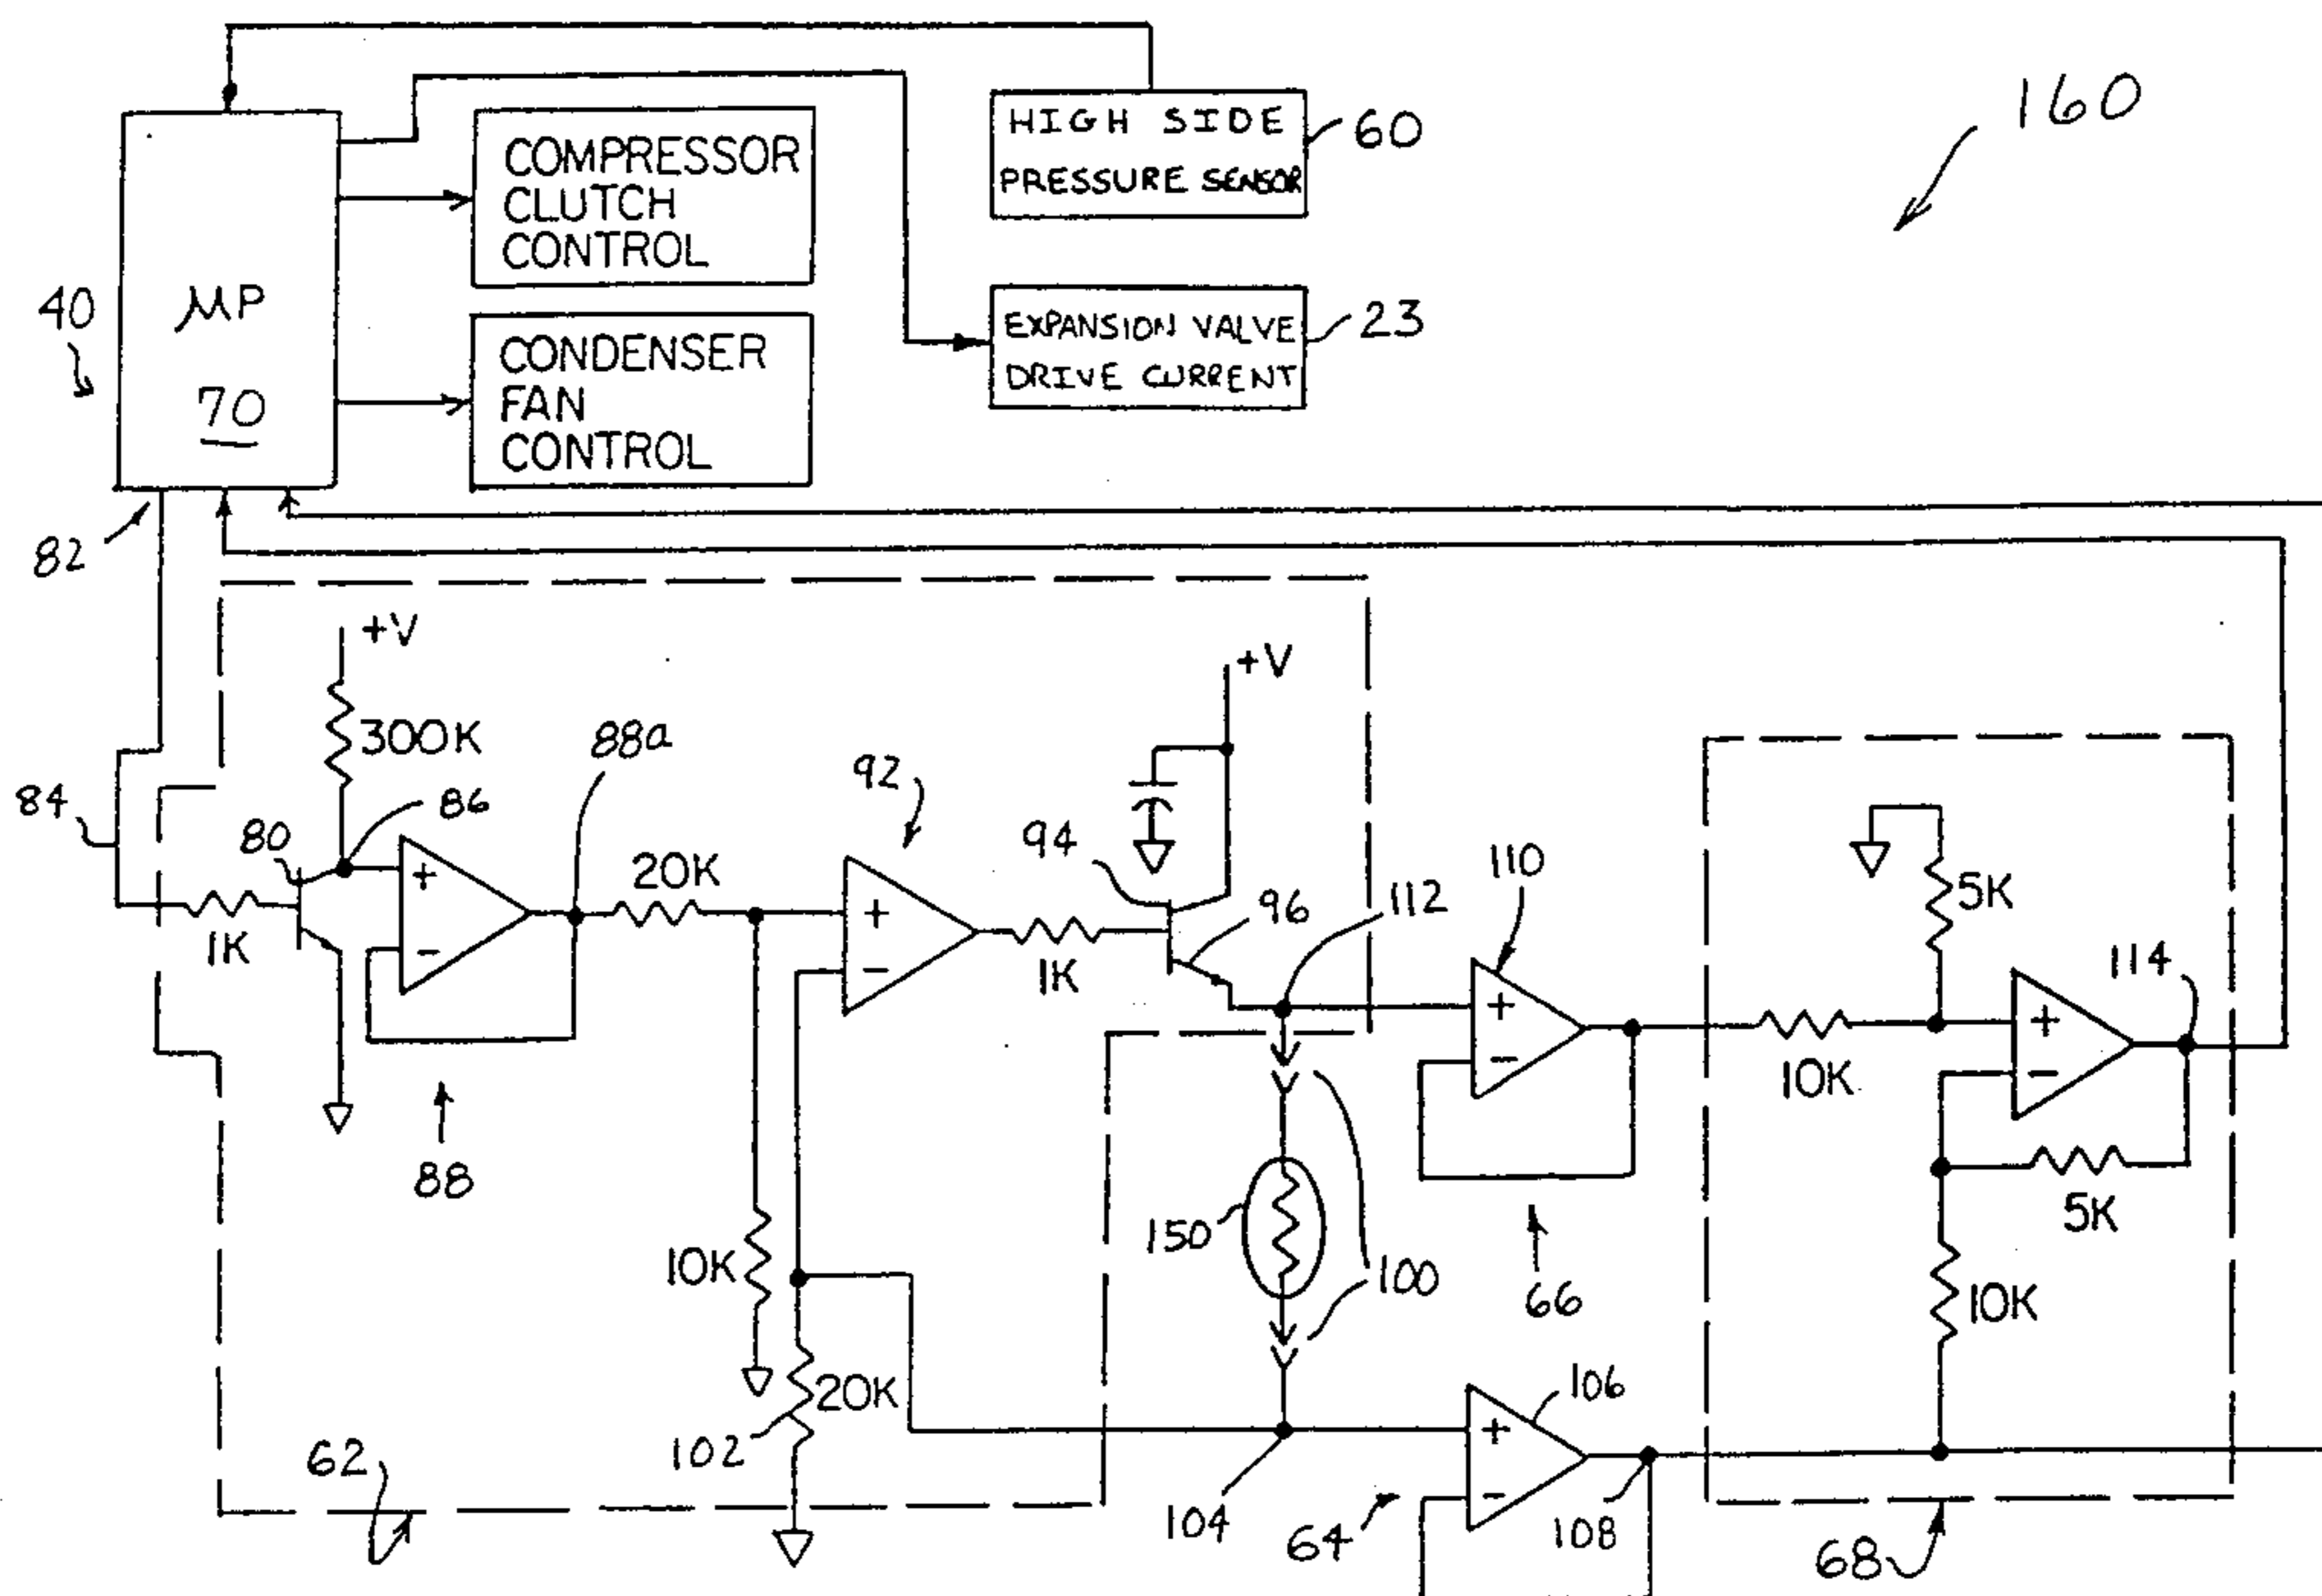 160
HIGH SIDE
PRESSURE SENSOR
60
COMPRESSOR
CLUTCH
CONTROL
40
μP
70
EXPANSION VALVE
DRIVE CURRENT
23
CONDENSER
FAN
CONTROL
82
+V
+V
300K
88a
92
84
86
80
20K
94
110
5K
1K
96
112
1K
114
10K
88
5K
150
10K
100
66
10K
20K
106
102
62
104
64
108
68